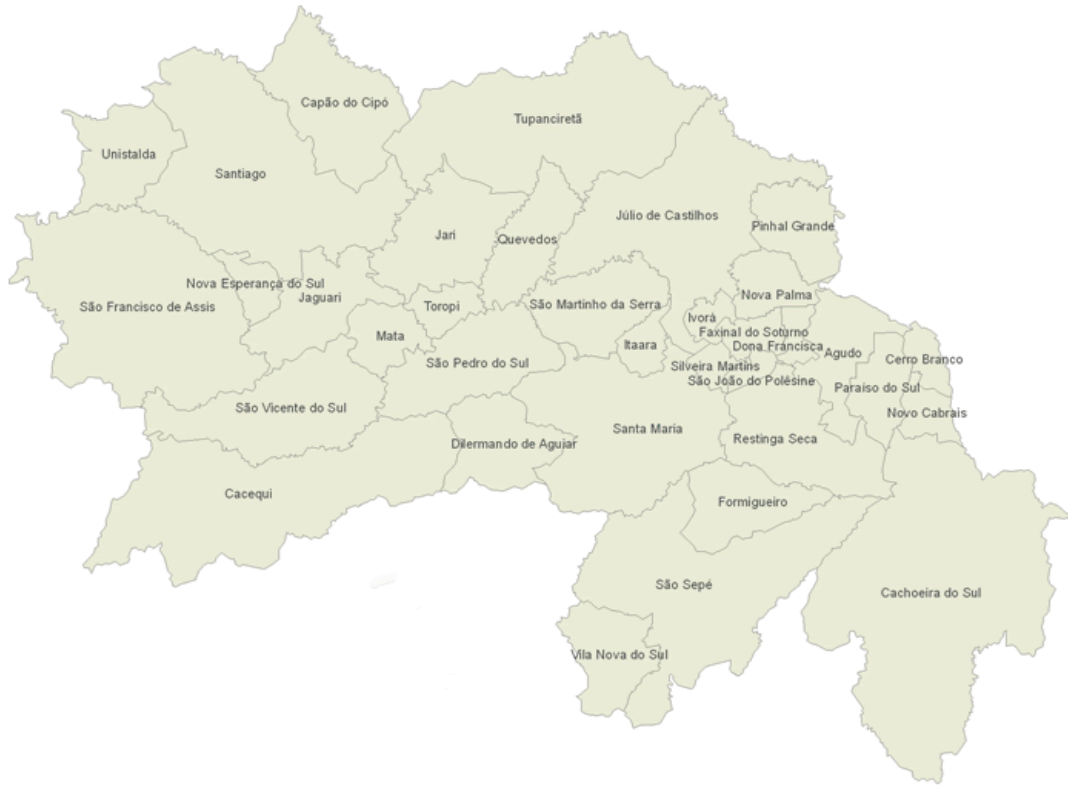 Capão do Cipó
Tupanciretã
Unistalda
Santiago
Júlio de Castilhos
Pinhal Grande
Jari
Quevedos
Nova Esperança do Sul
Jaguari
São Francisco de Assis
Toropi
São Martinho da Serra
Nova Palma
Ivorá
Mata
Faxinal do Soturno
Itaara
Dona Francisca
Agudo
Cerro Branco
São Pedro do Sul
Silveira Martins
São João do Polêsine
Paraíso do Sul
São Vicente do Sul
Novo Cabrais
Santa Maria
Restinga Seca
Dilermando de Aguiar
Cacequi
Formigueiro
São Sepé
Cachoeira do Sul
Vila Nova do Sul